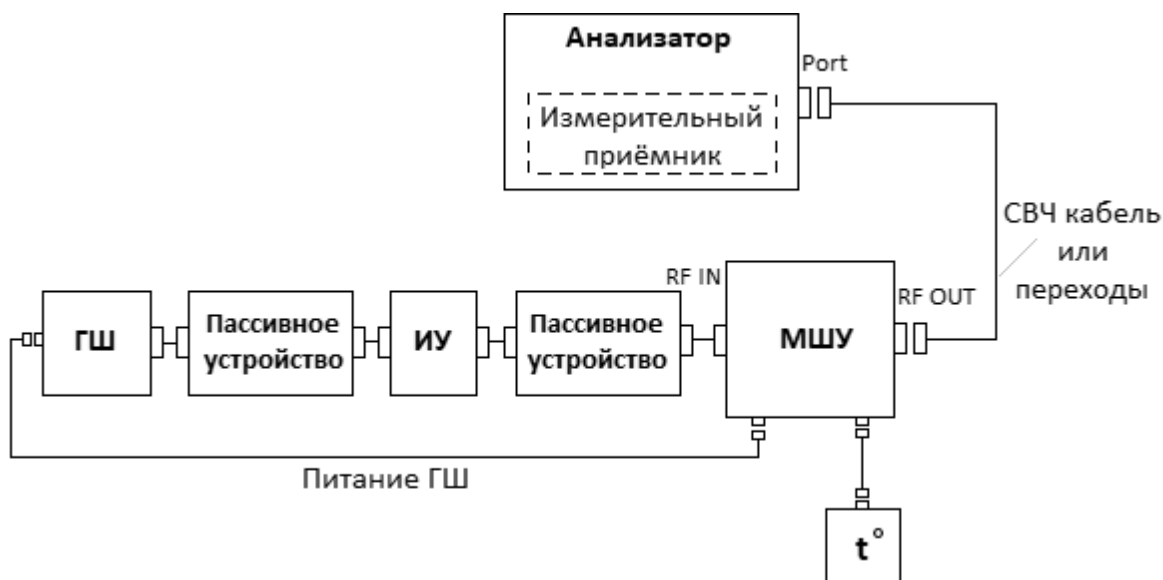 Анализатор
Port
Измерительный
приёмник
СВЧ кабель
или
переходы
RF IN
RF OUT
ГШ
Пассивное
устройство
ИУ
Пассивное
устройство
МШУ
Питание ГШ
t°